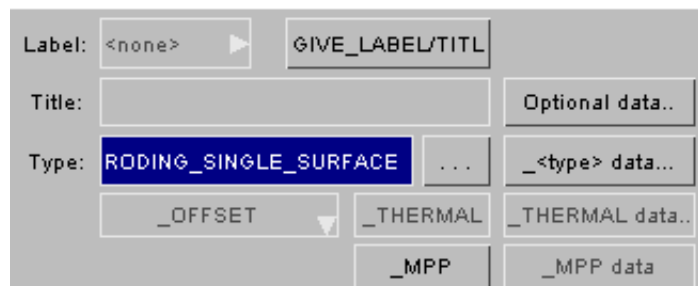 Label: <none> GIVE_LABEL/TITL
Title: Optional data..
Type: RODING_SINGLE_SURFACE ... _<type> data...
_OFFSET _THERMAL _THERMAL data..
_MPP _MPP data